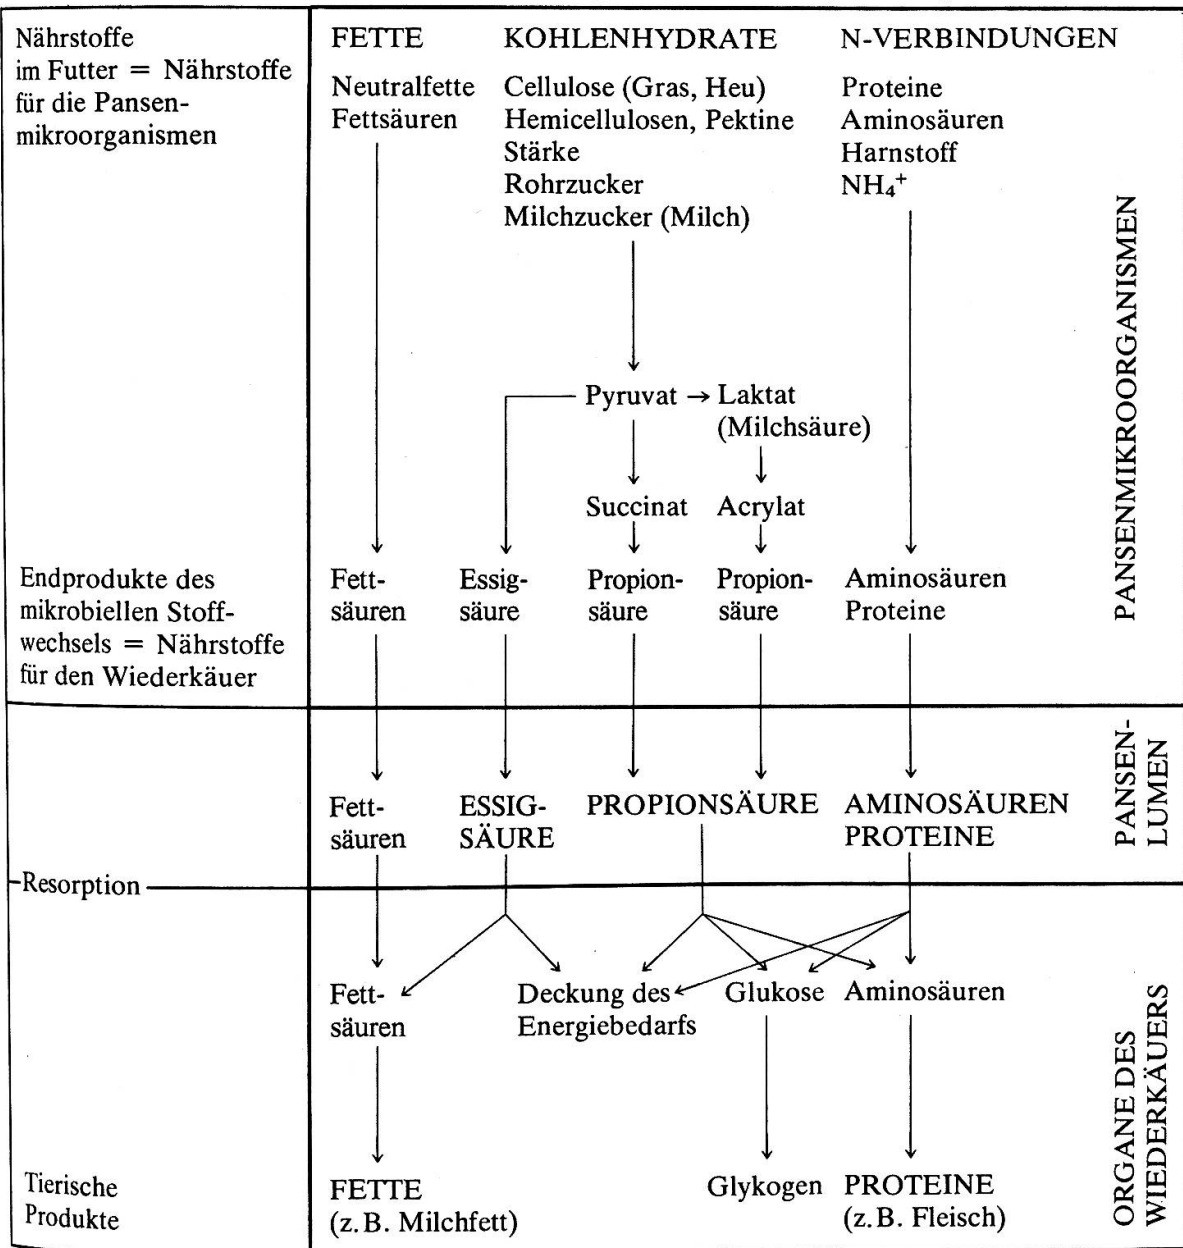 Nährstoffe
im Futter = Nährstoffe
für die Pansen-
mikroorganismen
FETTE
Neutralfette
Fettsäuren
KOHLENHYDRATE
Cellulose (Gras, Heu)
Hemicellulosen, Pektine
Stärke
Rohrzucker
Milchzucker (Milch)
N-VERBINDUNGEN
Proteine
Aminosäuren
Harnstoff
NH₄⁺
Pyruvat → Laktat
(Milchsäure)
Succinat
Acrylat
Endprodukte des
mikrobiellen Stoff-
wechsels = Nährstoffe
für den Wiederkäuer
Fett-
säuren
Essig-
säure
Propion-
säure
Propion-
säure
Aminosäuren
Proteine
PANSENMIKROORGANISMEN
Fett-
säuren
ESSIG-
SÄURE
PROPIONSÄURE
AMINOSÄUREN
PROTEINE
PANSEN-
LUMEN
Resorption
Fett-
säuren
Deckung des
Energiebedarfs
Glukose
Aminosäuren
Tierische
Produkte
FETTE
(z. B. Milchfett)
Glykogen
PROTEINE
(z. B. Fleisch)
ORGANE DES
WIEDERKÄUERS